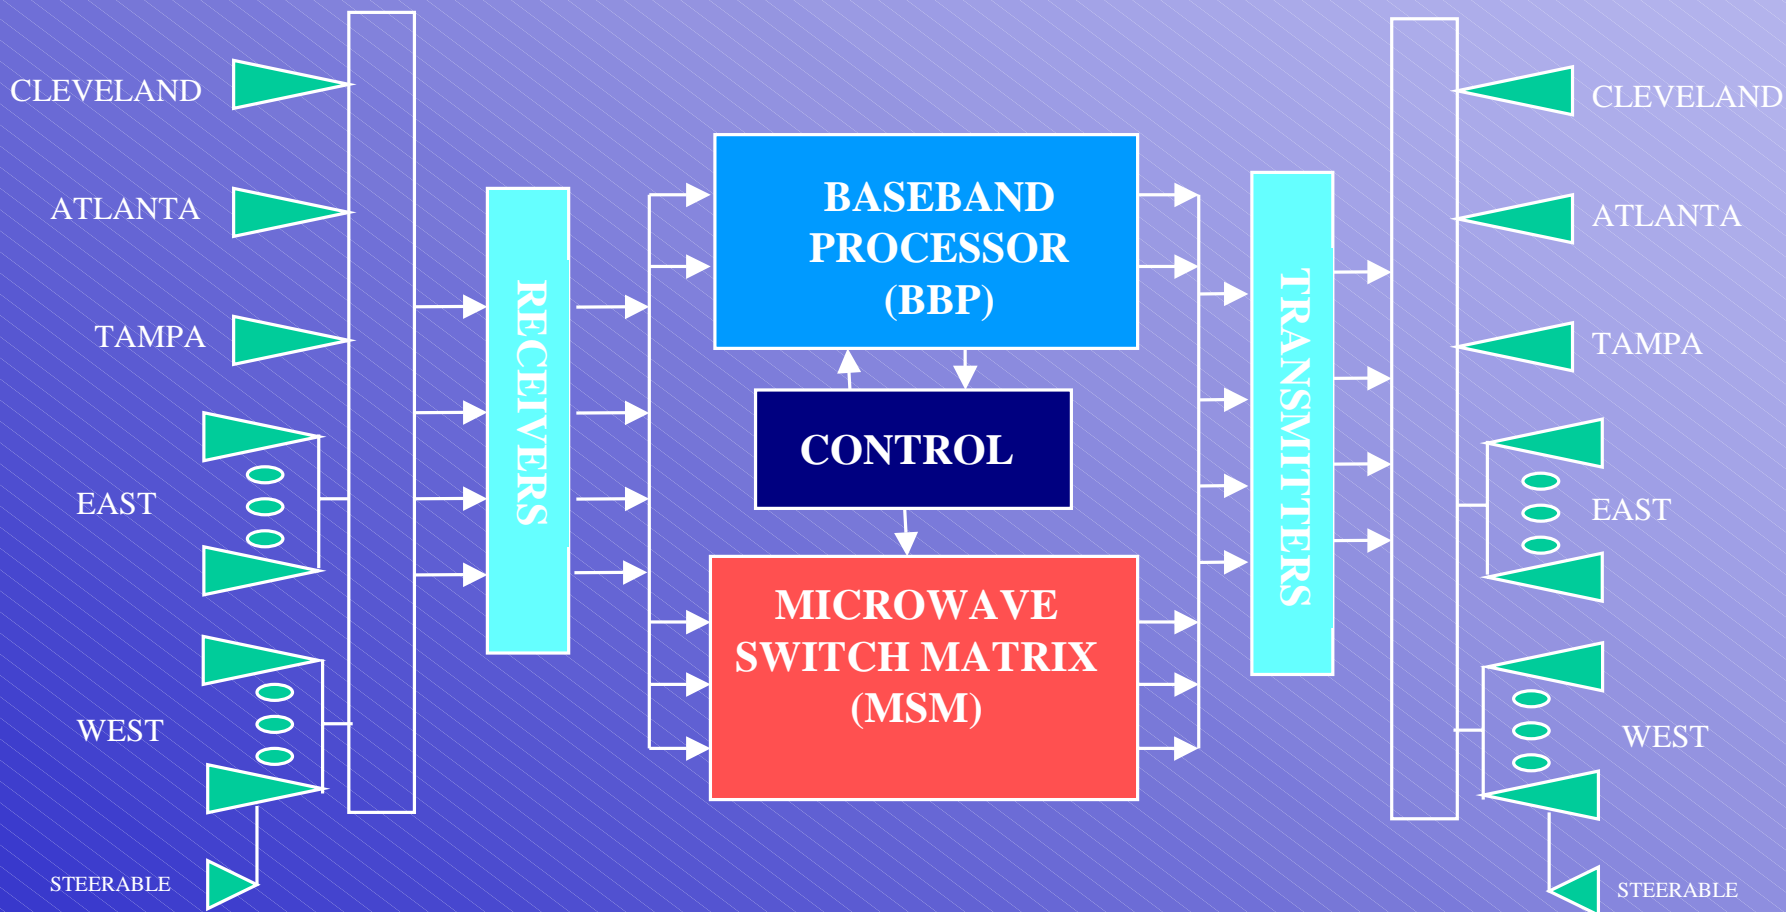 CLEVELAND
ATLANTA
TAMPA
EAST
WEST
STEERABLE
RECEIVERS
BASEBAND
PROCESSOR
(BBP)
CONTROL
MICROWAVE
SWITCH MATRIX
(MSM)
TRANSMITTERS
CLEVELAND
ATLANTA
TAMPA
EAST
WEST
STEERABLE